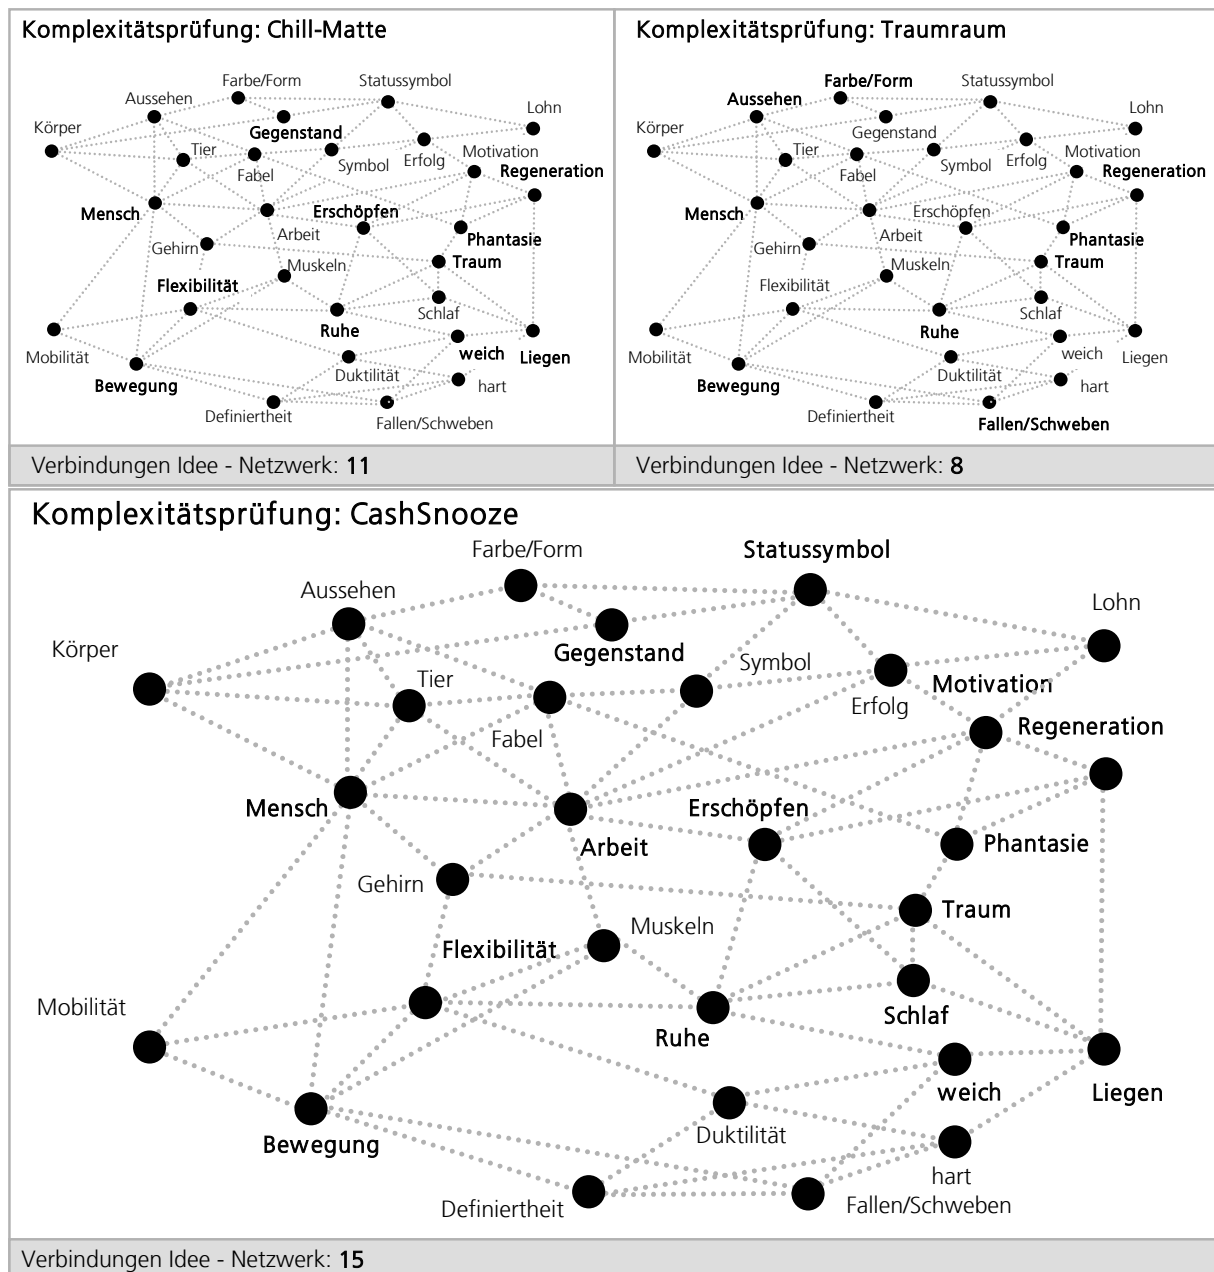 Komplexitätsprüfung: Chill-Matte
Farbe/Form
Statussymbol
Aussehen
Lohn
Körper
Gegenstand
Tier
Symbol
Erfolg
Motivation
Fabel
Regeneration
Mensch
Erschöpfen
Arbeit
Phantasie
Gehirn
Traum
Muskeln
Flexibilität
Schlaf
Ruhe
Mobilität
weich
Liegen
Bewegung
Duktilität
hart
Definiertheit
Fallen/Schweben
Verbindungen Idee - Netzwerk: 11
Komplexitätsprüfung: Traumraum
Farbe/Form
Statussymbol
Aussehen
Lohn
Körper
Gegenstand
Tier
Symbol
Erfolg
Motivation
Fabel
Regeneration
Mensch
Erschöpfen
Arbeit
Phantasie
Gehirn
Traum
Muskeln
Flexibilität
Schlaf
Ruhe
Mobilität
weich
Liegen
Bewegung
Duktilität
hart
Definiertheit
Fallen/Schweben
Verbindungen Idee - Netzwerk: 8
Komplexitätsprüfung: CashSnooze
Farbe/Form
Statussymbol
Aussehen
Lohn
Körper
Gegenstand
Symbol
Tier
Motivation
Erfolg
Regeneration
Fabel
Mensch
Erschöpfen
Arbeit
Phantasie
Gehirn
Traum
Muskeln
Flexibilität
Mobilität
Schlaf
Ruhe
weich
Liegen
Duktilität
Bewegung
hart
Definiertheit
Fallen/Schweben
Verbindungen Idee - Netzwerk: 15